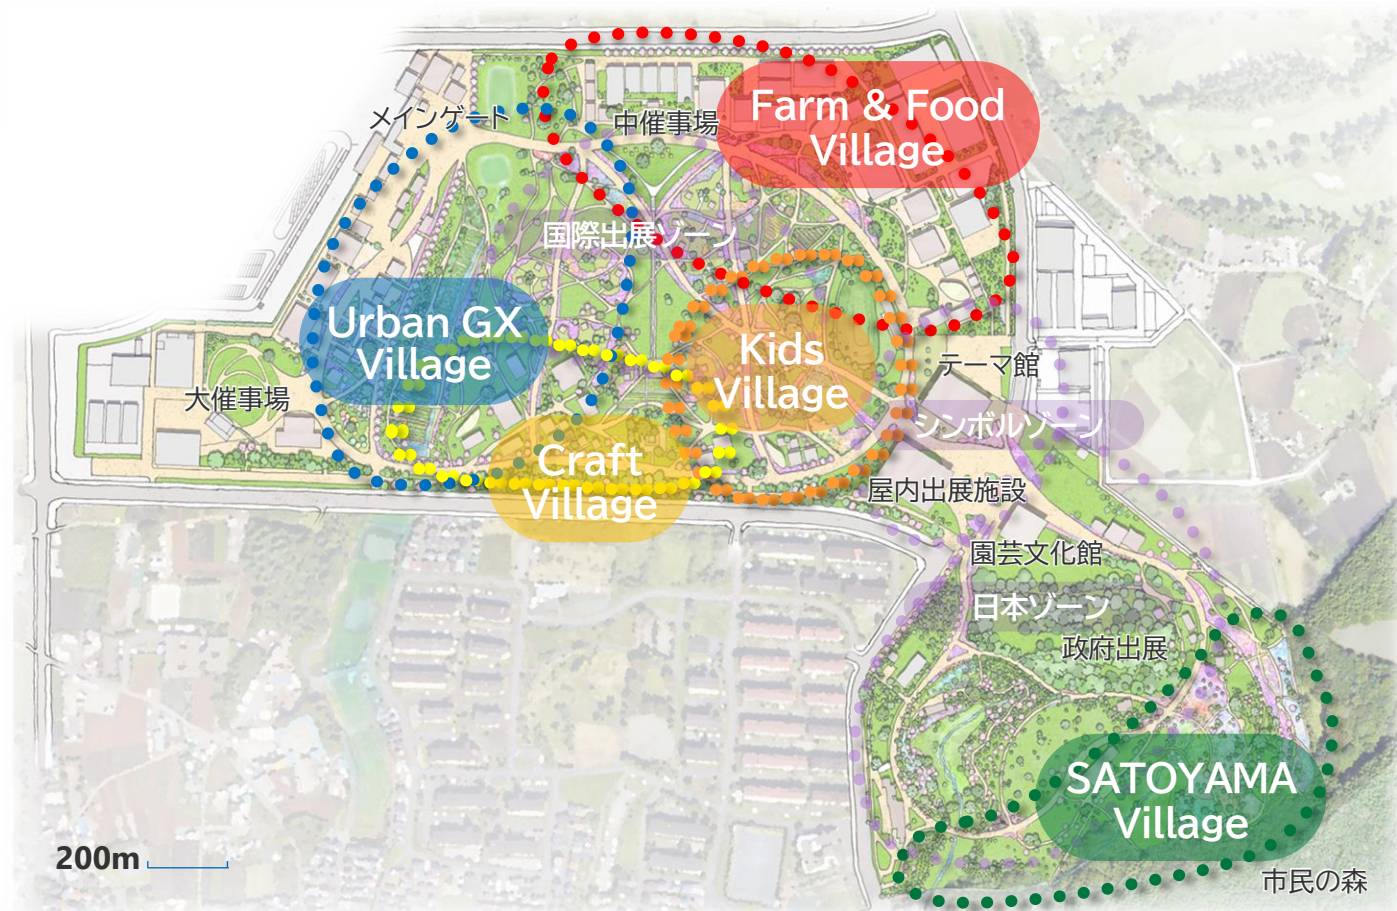 Farm & Food
Village
メインゲート
中催事場
国際出展ゾーン
Urban GX
Village
Kids
Village
テーマ館
大催事場
シンボルゾーン
Craft
Village
屋内出展施設
園芸文化館
日本ゾーン
政府出展
SATOYAMA
Village
200m
市民の森